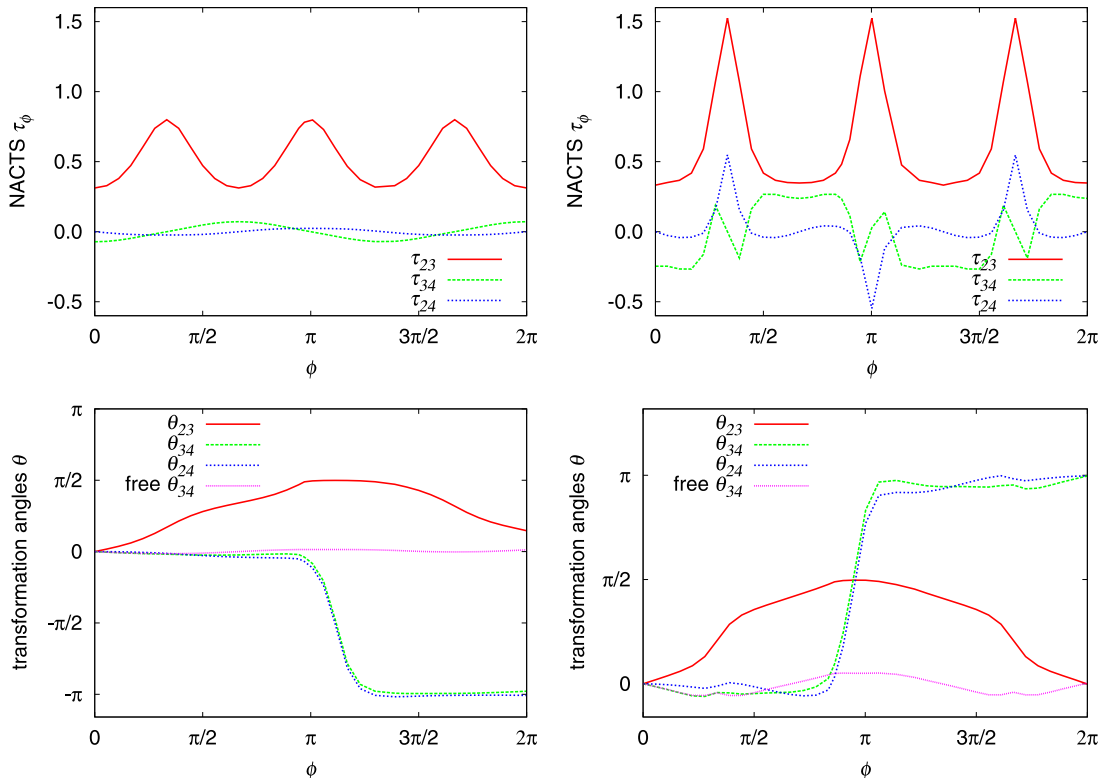 1.5
1.0
0.5
0.0
-0.5
NACTS τϕ
τ23
τ34
τ24
0 π/2 π 3π/2 2π
ϕ
1.5
1.0
0.5
0.0
-0.5
NACTS τϕ
τ23
τ34
τ24
0 π/2 π 3π/2 2π
ϕ
π
π/2
0
-π/2
-π
transformation angles θ
θ23
θ34
θ24
free θ34
0 π/2 π 3π/2 2π
ϕ
π
π/2
0
transformation angles θ
θ23
θ34
θ24
free θ34
0 π/2 π 3π/2 2π
ϕ